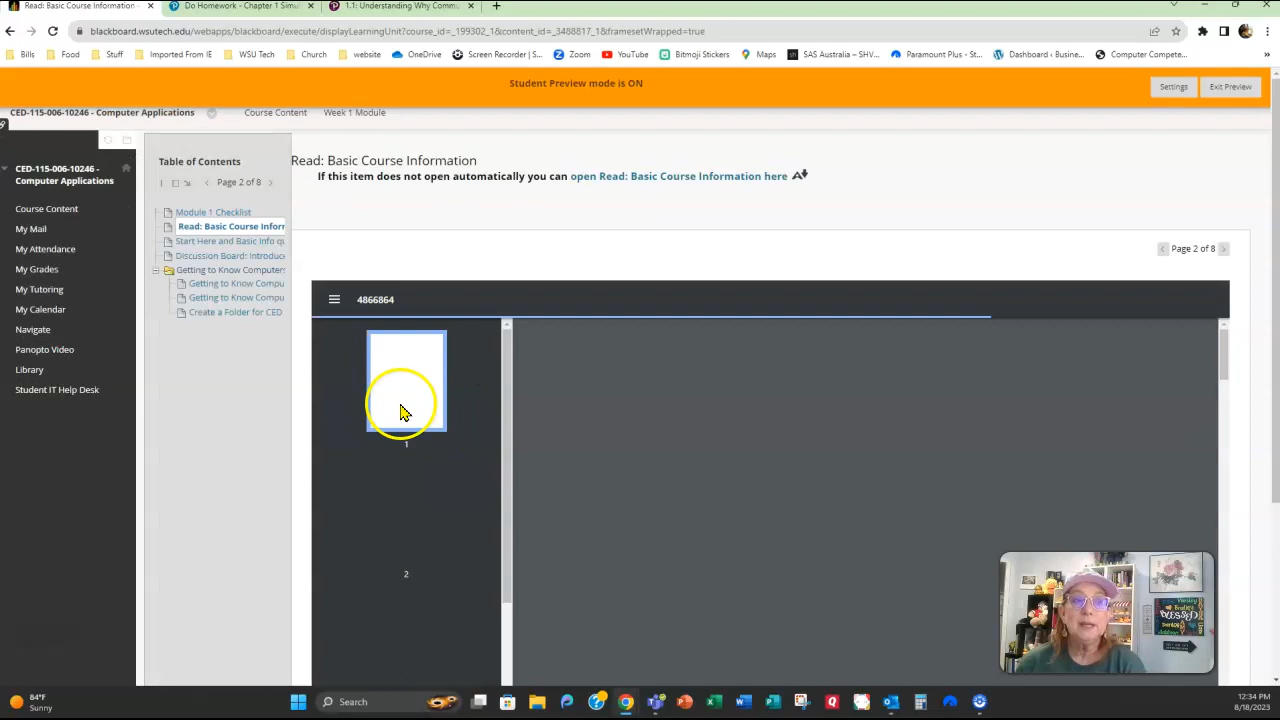 Read: Basic Course Information -
Do Homework - Chapter 1 Simu
1.1: Understanding Why Commu
blackboard.wsutech.edu/webapps/blackboard/execute/displayLearningUnit?course_id=_199302_1&content_id=_3488817_1&framesetWrapped=true
Bills Food Stuff Imported From IE WSU Tech Church website OneDrive Screen Recorder | S... Zoom YouTube Bitmoji Stickers Maps SAS Australia – SHV... Paramount Plus - St... Dashboard ‹ Busine... Computer Compete... »
Student Preview mode is ON
Settings Exit Preview
CED-115-006-10246 - Computer Applications Course Content Week 1 Module
CED-115-006-10246 -
Computer Applications
Course Content
My Mail
My Attendance
My Grades
My Tutoring
My Calendar
Navigate
Panopto Video
Library
Student IT Help Desk
Table of Contents
Page 2 of 8
Module 1 Checklist
Read: Basic Course Inforr
Start Here and Basic Info qu
Discussion Board: Introduce
Getting to Know Computers
Getting to Know Compu
Getting to Know Compu
Create a Folder for CED
Read: Basic Course Information
If this item does not open automatically you can open Read: Basic Course Information here
Page 2 of 8
4866864
1
2
BLESSED
84°F
Sunny
Search
12:34 PM
8/18/2023